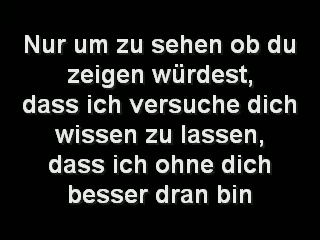 Nur um zu sehen ob du
zeigen würdest,
dass ich versuche dich
wissen zu lassen,
dass ich ohne dich
besser dran bin